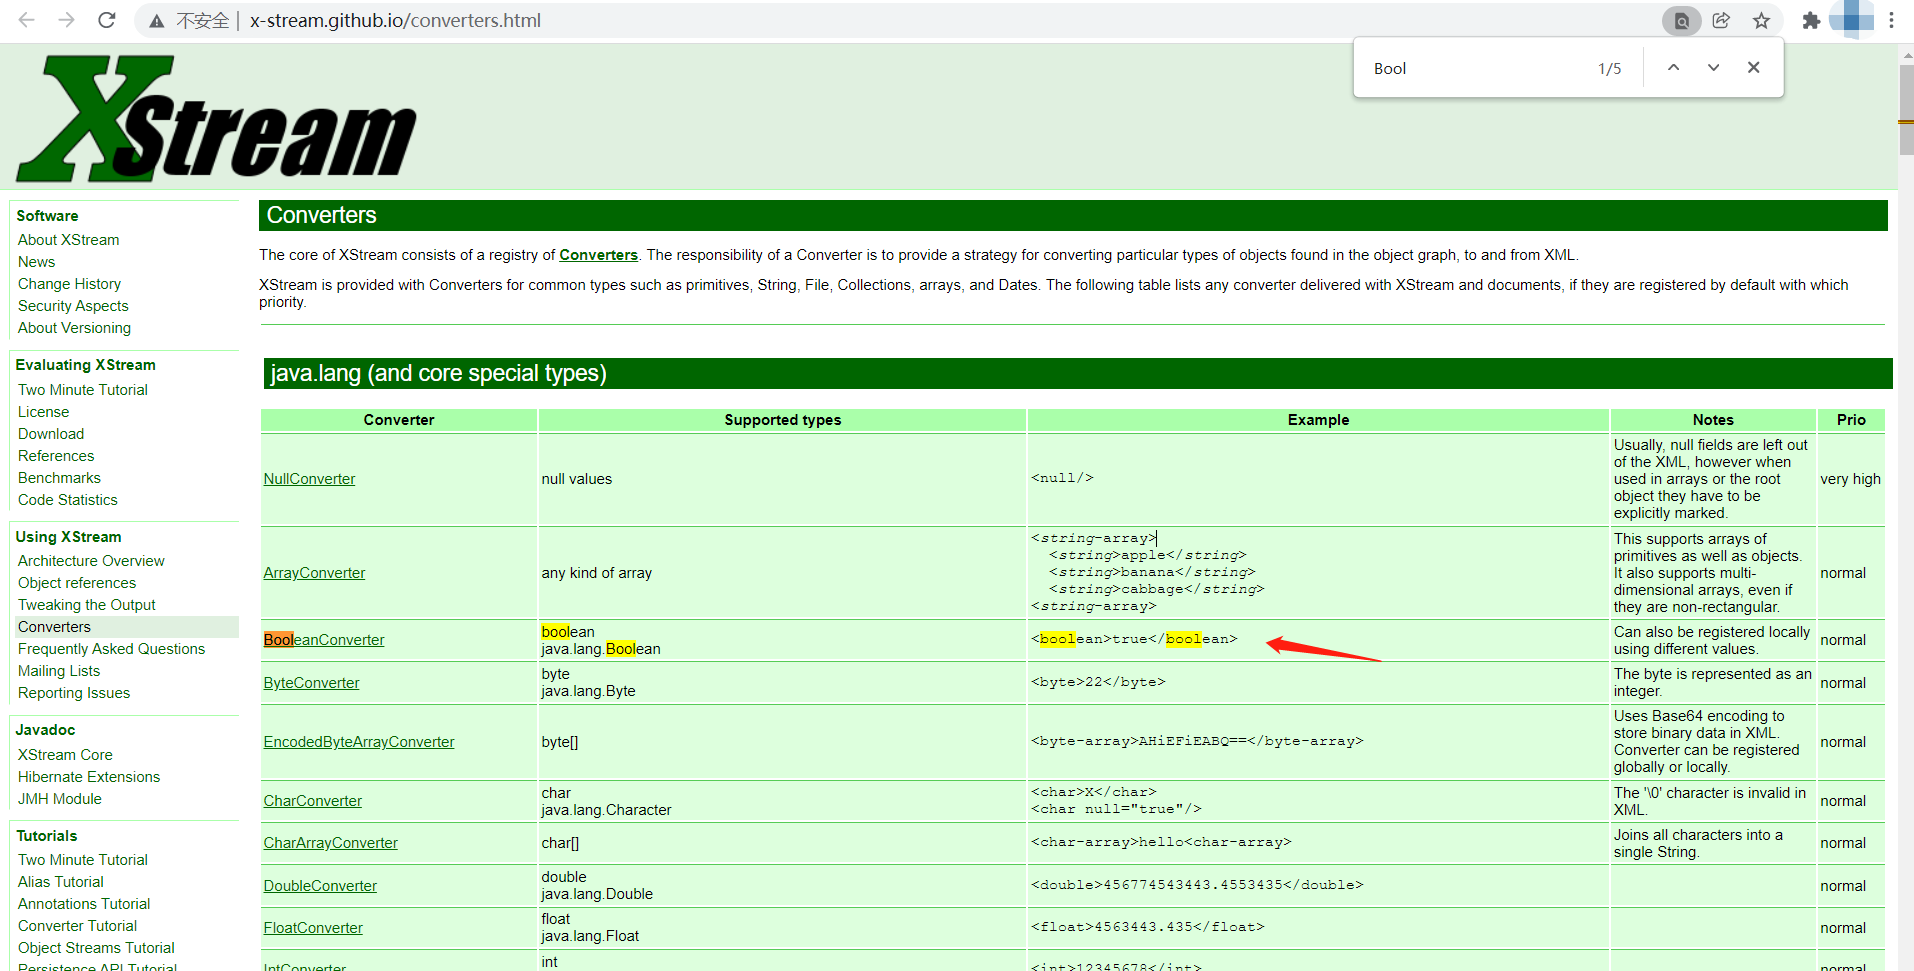 不安全 | x-stream.github.io/converters.html
Bool
1/5
XStream
Software
About XStream
News
Change History
Security Aspects
About Versioning
Evaluating XStream
Two Minute Tutorial
License
Download
References
Benchmarks
Code Statistics
Using XStream
Architecture Overview
Object references
Tweaking the Output
Converters
Frequently Asked Questions
Mailing Lists
Reporting Issues
Javadoc
XStream Core
Hibernate Extensions
JMH Module
Tutorials
Two Minute Tutorial
Alias Tutorial
Annotations Tutorial
Converter Tutorial
Object Streams Tutorial
Persistence API Tutorial
Converters
The core of XStream consists of a registry of Converters. The responsibility of a Converter is to provide a strategy for converting particular types of objects found in the object graph, to and from XML.
XStream is provided with Converters for common types such as primitives, String, File, Collections, arrays, and Dates. The following table lists any converter delivered with XStream and documents, if they are registered by default with which
priority.
java.lang (and core special types)
Converter Supported types Example Notes Prio
NullConverter
null values
<null/>
Usually, null fields are left out
of the XML, however when
used in arrays or the root
object they have to be
explicitly marked.
very high
ArrayConverter
any kind of array
<string-array>
<string>apple</string>
<string>banana</string>
<string>cabbage</string>
<string-array>
This supports arrays of
primitives as well as objects.
It also supports multi-
dimensional arrays, even if
they are non-rectangular.
normal
BooleanConverter
boolean
java.lang.Boolean
<boolean>true</boolean>
Can also be registered locally
using different values.
normal
ByteConverter
byte
java.lang.Byte
<byte>22</byte>
The byte is represented as an
integer.
normal
EncodedByteArrayConverter
byte[]
<byte-array>AHiEFiEABQ==</byte-array>
Uses Base64 encoding to
store binary data in XML.
Converter can be registered
globally or locally.
normal
CharConverter
char
java.lang.Character
<char>X</char>
<char null="true"/>
The '\0' character is invalid in
XML.
normal
CharArrayConverter
char[]
<char-array>hello<char-array>
Joins all characters into a
single String.
normal
DoubleConverter
double
java.lang.Double
<double>456774543443.4553435</double>
normal
FloatConverter
float
java.lang.Float
<float>4563443.435</float>
normal
IntConverter
int
<int>12345678</int>
normal